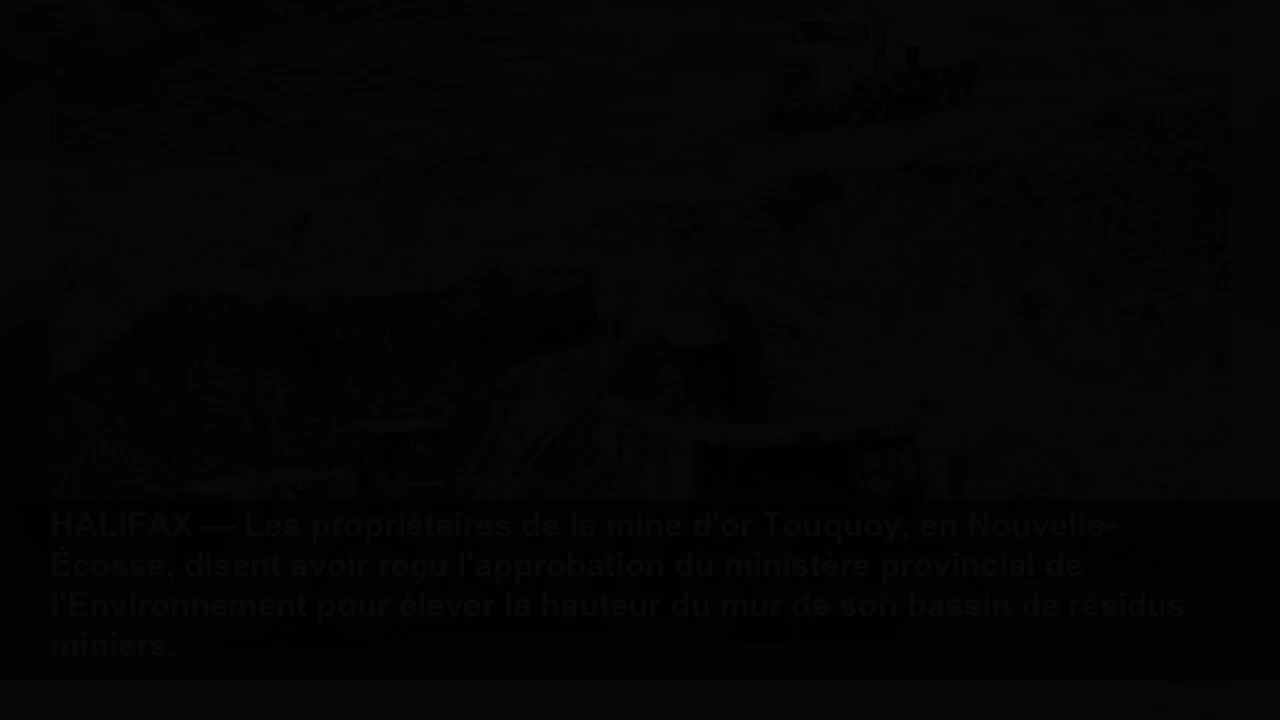 HALIFAX — Les propriétaires de la mine d'or Touquoy, en Nouvelle-
Écosse, disent avoir reçu l'approbation du ministère provincial de
l'Environnement pour élever la hauteur du mur de son bassin de résidus
miniers.